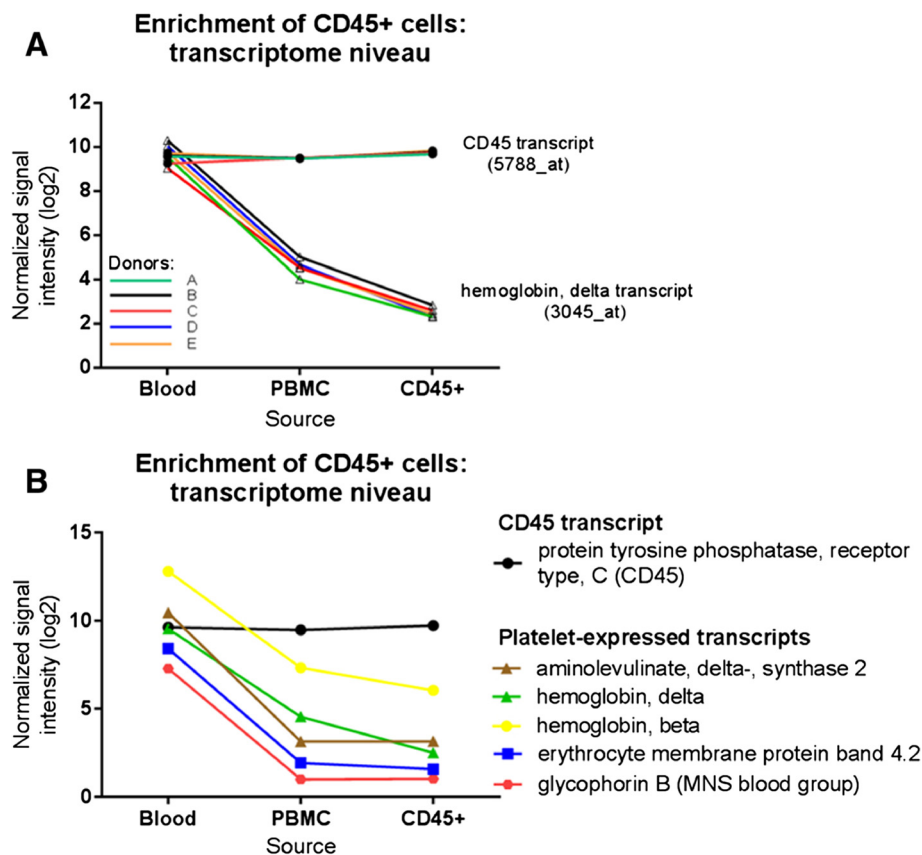 A
Enrichment of CD45+ cells:
transcriptome niveau
Normalized signal
intensity (log2)
12
10
8
6
4
2
0
CD45 transcript
(5788_at)
hemoglobin, delta transcript
(3045_at)
Donors:
A
B
C
D
E
Blood PBMC CD45+
Source
B
Enrichment of CD45+ cells:
transcriptome niveau
Normalized signal
intensity (log2)
15
10
5
0
Blood PBMC CD45+
Source
CD45 transcript
protein tyrosine phosphatase, receptor
type, C (CD45)
Platelet-expressed transcripts
aminolevulinate, delta-, synthase 2
hemoglobin, delta
hemoglobin, beta
erythrocyte membrane protein band 4.2
glycophorin B (MNS blood group)